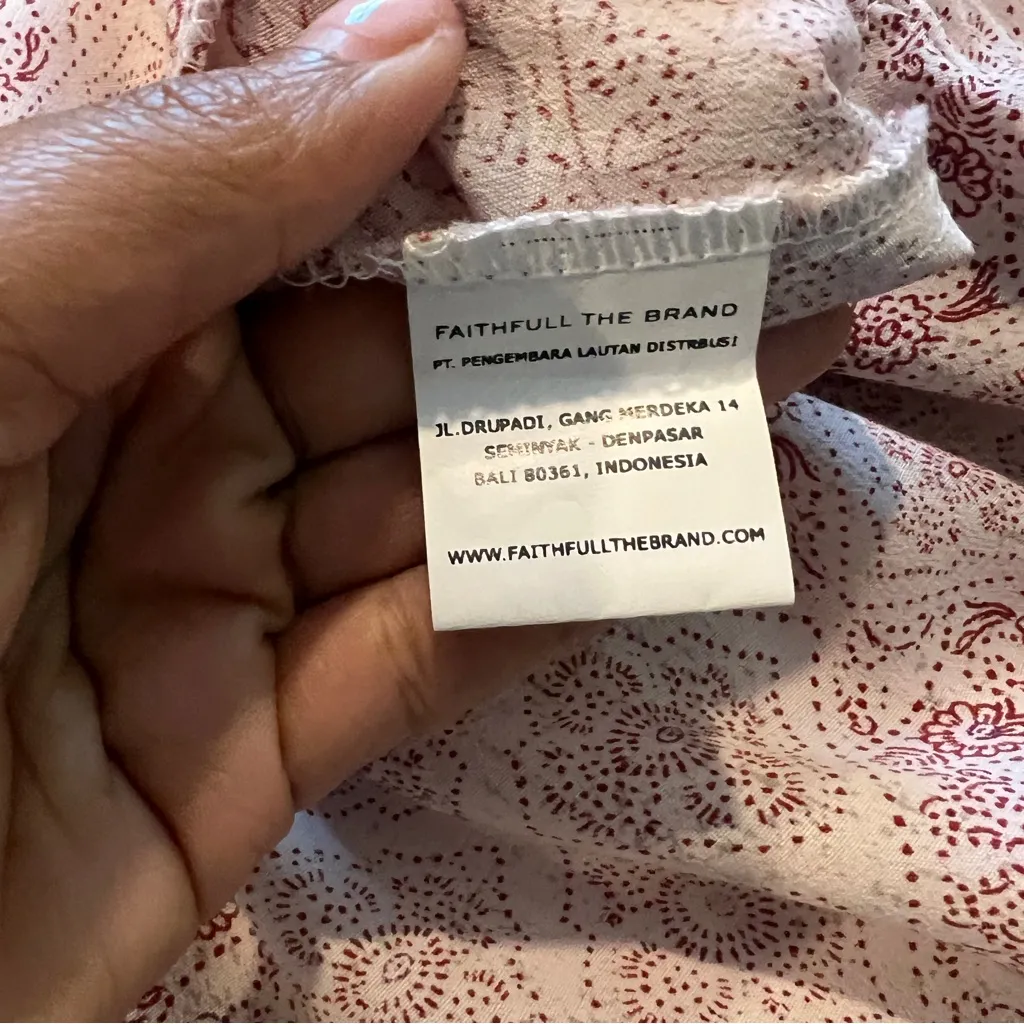 FAITHFULL THE BRAND
PT. PENGEMBARA LAUTAN DISTRBUSI
JL.DRUPADI, GANG MERDEKA 14
SEMINYAK - DENPASAR
BALI 80361, INDONESIA
WWW.FAITHFULLTHEBRAND.COM